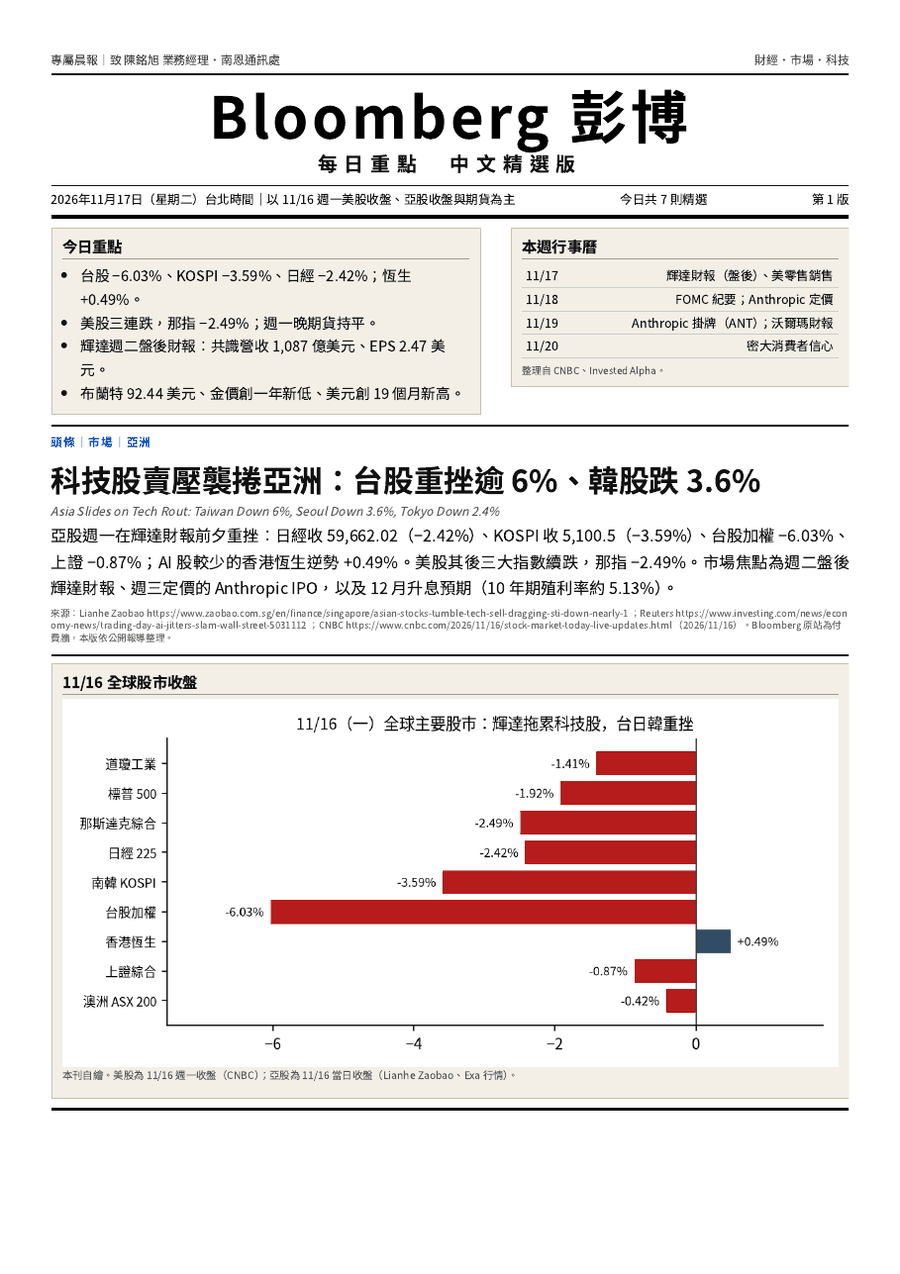 專屬晨報｜致 陳銘旭 業務經理・南恩通訊處
財經・市場・科技
Bloomberg 彭博
每日重點　中文精選版
2026年11月17日（星期二）台北時間｜以 11/16 週一美股收盤、亞股收盤與期貨為主
今日共 7 則精選
第 1 版
今日重點
• 台股 −6.03%、KOSPI −3.59%、日經 −2.42%；恆生
+0.49%。
• 美股三連跌，那指 −2.49%；週一晚期貨持平。
• 輝達週二盤後財報：共識營收 1,087 億美元、EPS 2.47 美
元。
• 布蘭特 92.44 美元、金價創一年新低、美元創 19 個月新高。
本週行事曆
11/17 輝達財報（盤後）、美零售銷售
11/18 FOMC 紀要；Anthropic 定價
11/19 Anthropic 掛牌（ANT）；沃爾瑪財報
11/20 密大消費者信心
整理自 CNBC、Invested Alpha。
頭條｜市場｜亞洲
科技股賣壓襲捲亞洲：台股重挫逾 6%、韓股跌 3.6%
Asia Slides on Tech Rout: Taiwan Down 6%, Seoul Down 3.6%, Tokyo Down 2.4%
亞股週一在輝達財報前夕重挫：日經收 59,662.02（−2.42%）、KOSPI 收 5,100.5（−3.59%）、台股加權 −6.03%、
上證 −0.87%；AI 股較少的香港恆生逆勢 +0.49%。美股其後三大指數續跌，那指 −2.49%。市場焦點為週二盤後
輝達財報、週三定價的 Anthropic IPO，以及 12 月升息預期（10 年期殖利率約 5.13%）。
來源：Lianhe Zaobao https://www.zaobao.com.sg/en/finance/singapore/asian-stocks-tumble-tech-sell-dragging-sti-down-nearly-1 ；Reuters https://www.investing.com/news/econ
omy-news/trading-day-ai-jitters-slam-wall-street-5031112 ；CNBC https://www.cnbc.com/2026/11/16/stock-market-today-live-updates.html（2026/11/16）。Bloomberg 原站為付
費牆，本版依公開報導整理。
11/16 全球股市收盤
11/16（一）全球主要股市：輝達拖累科技股，台日韓重挫
道瓊工業 -1.41%
標普 500 -1.92%
那斯達克綜合 -2.49%
日經 225 -2.42%
南韓 KOSPI -3.59%
台股加權 -6.03%
香港恆生 +0.49%
上證綜合 -0.87%
澳洲 ASX 200 -0.42%
−6 −4 −2 0
本刊自繪。美股為 11/16 週一收盤（CNBC）；亞股為 11/16 當日收盤（Lianhe Zaobao、Exa 行情）。